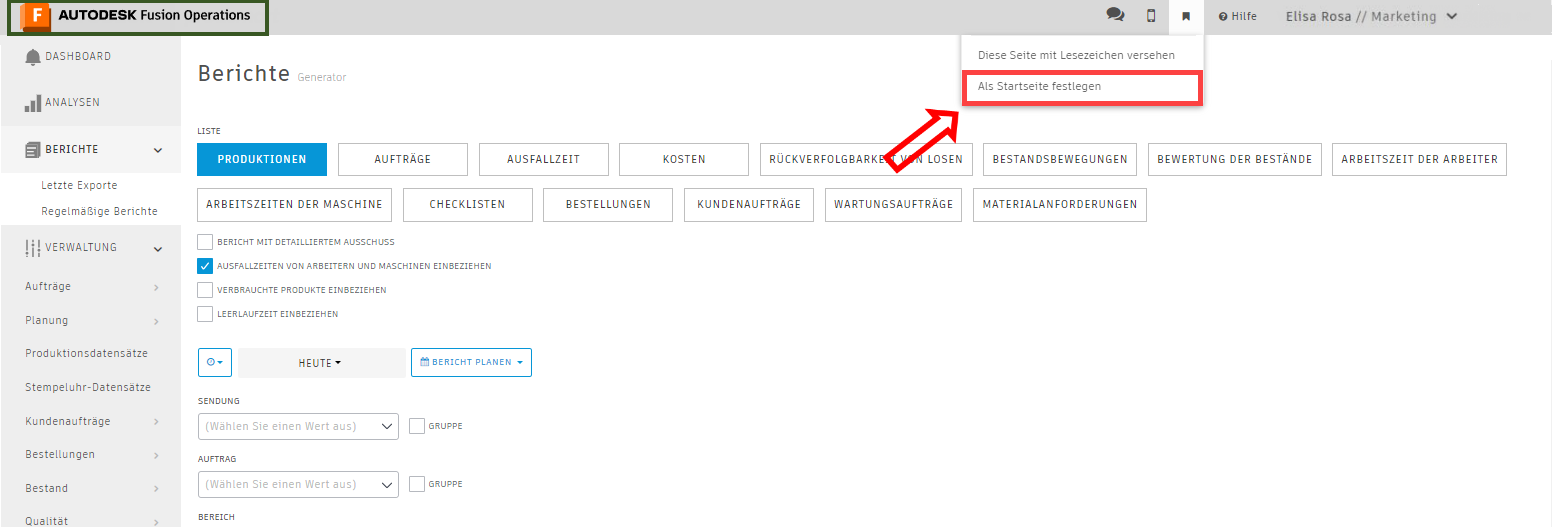 F AUTODESK Fusion Operations
Hilfe
Elisa Rosa // Marketing
Diese Seite mit Lesezeichen versehen
Als Startseite festlegen
DASHBOARD
ANALYSEN
BERICHTE
Letzte Exporte
Regelmäßige Berichte
VERWALTUNG
Aufträge
Planung
Produktionsdatensätze
Stempeluhr-Datensätze
Kundenaufträge
Bestellungen
Bestand
Qualität
Berichte Generator
LISTE
PRODUKTIONEN
AUFTRÄGE
AUSFALLZEIT
KOSTEN
RÜCKVERFOLGBARKEIT VON LOSEN
BESTANDSBEWEGUNGEN
BEWERTUNG DER BESTÄNDE
ARBEITSZEIT DER ARBEITER
ARBEITSZEITEN DER MASCHINE
CHECKLISTEN
BESTELLUNGEN
KUNDENAUFTRÄGE
WARTUNGSAUFTRÄGE
MATERIALANFORDERUNGEN
BERICHT MIT DETAILLIERTEM AUSSCHUSS
AUSFALLZEITEN VON ARBEITERN UND MASCHINEN EINBEZIEHEN
VERBRAUCHTE PRODUKTE EINBEZIEHEN
LEERLAUFZEIT EINBEZIEHEN
HEUTE
BERICHT PLANEN
SENDUNG
(Wählen Sie einen Wert aus)
GRUPPE
AUFTRAG
(Wählen Sie einen Wert aus)
GRUPPE
BEREICH